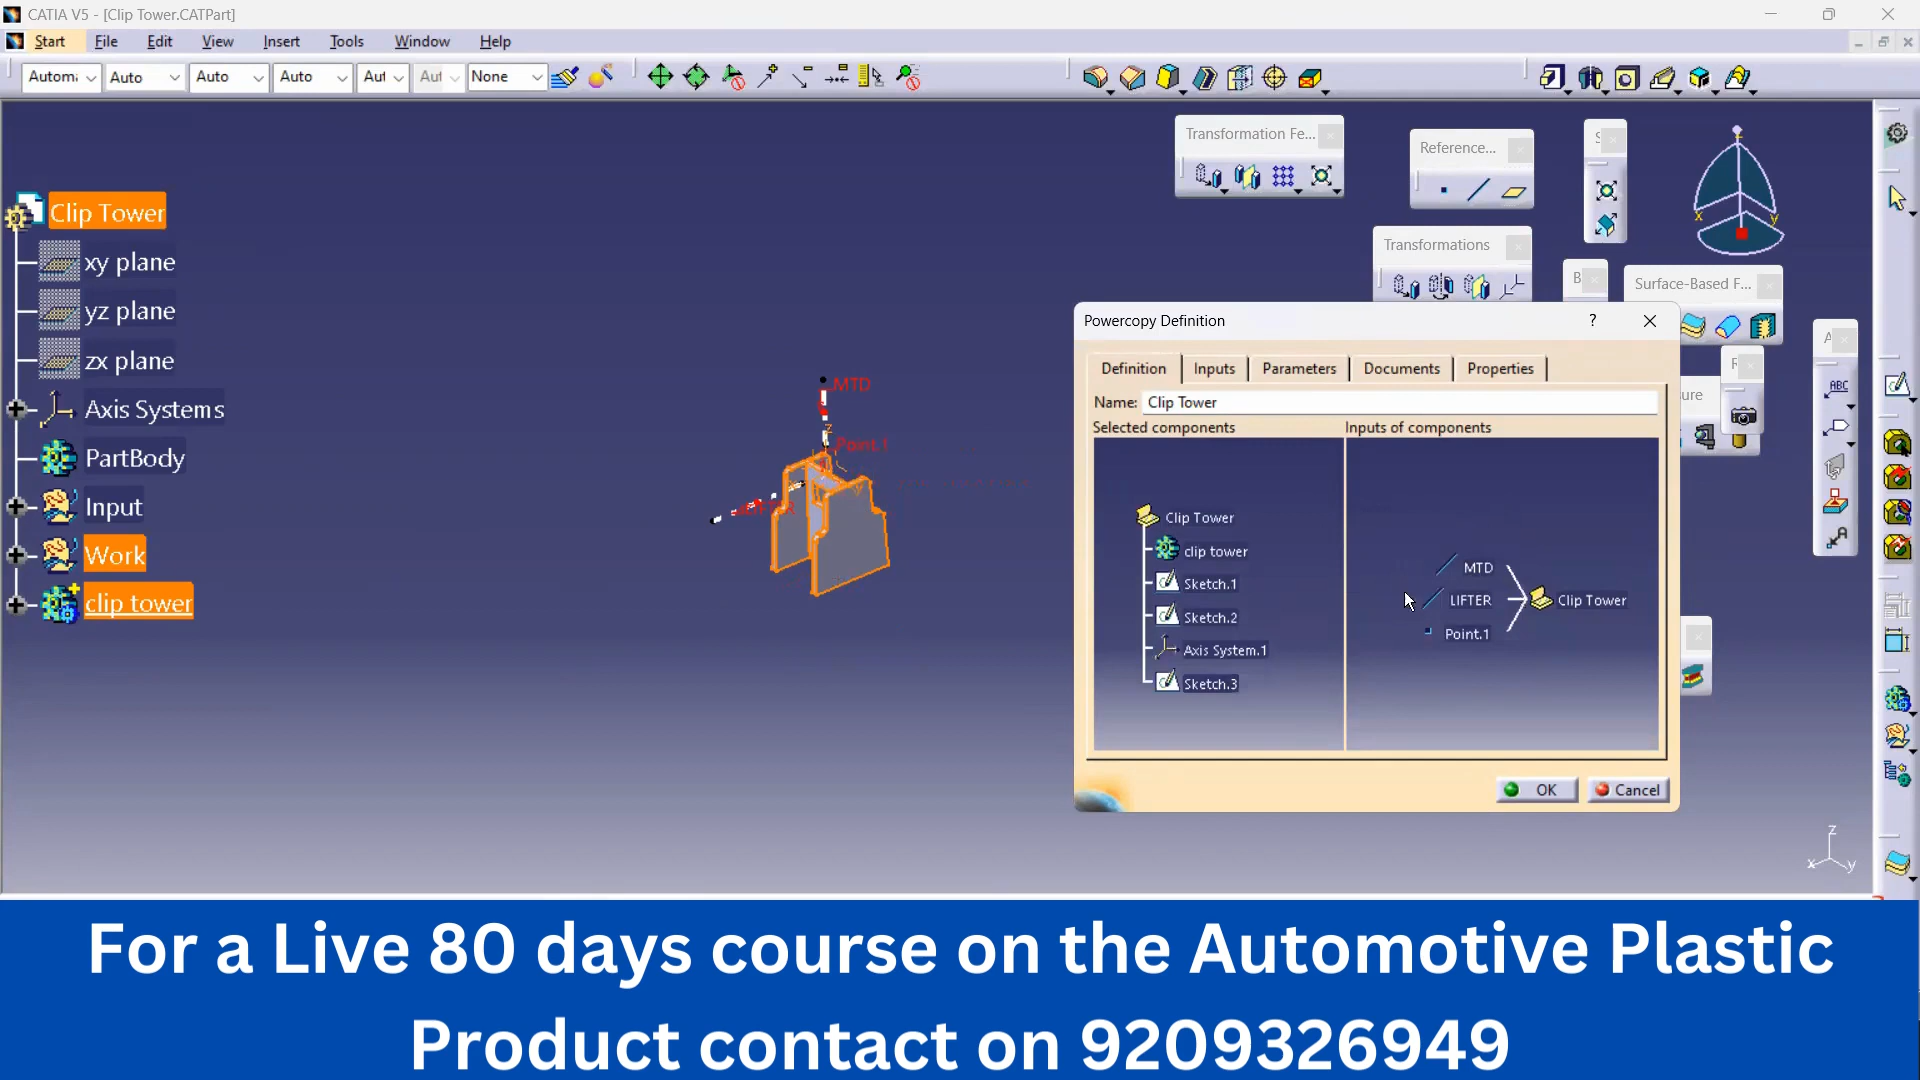 CATIA V5 - [Clip Tower.CATPart]
Start File Edit View Insert Tools Window Help
Auto Auto Auto Aut Aut None
Transformation Fe...
Reference...
Transformations
Surface-Based F...
Clip Tower
xy plane
yz plane
zx plane
Axis Systems
PartBody
Input
Work
clip tower
MTD
Point.1
LIFTER
Powercopy Definition
Definition Inputs Parameters Documents Properties
Name: Clip Tower
Selected components Inputs of components
Clip Tower
clip tower
Sketch.1
Sketch.2
Axis System.1
Sketch.3
MTD
LIFTER
Point.1
Clip Tower
OK Cancel
ABC
z
x y
For a Live 80 days course on the Automotive Plastic
Product contact on 9209326949